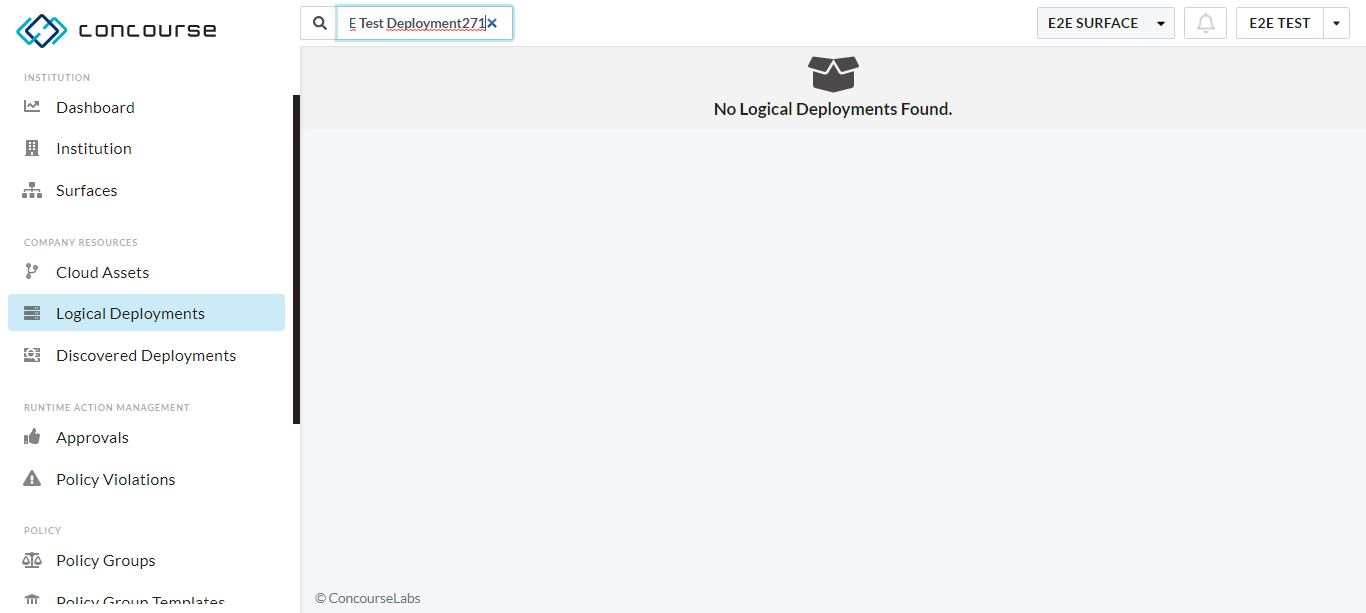 concourse
E Test Deployment271
E2E SURFACE
E2E TEST
INSTITUTION
Dashboard
Institution
Surfaces
COMPANY RESOURCES
Cloud Assets
Logical Deployments
Discovered Deployments
RUNTIME ACTION MANAGEMENT
Approvals
Policy Violations
POLICY
Policy Groups
Policy Group Templates
No Logical Deployments Found.
© ConcourseLabs